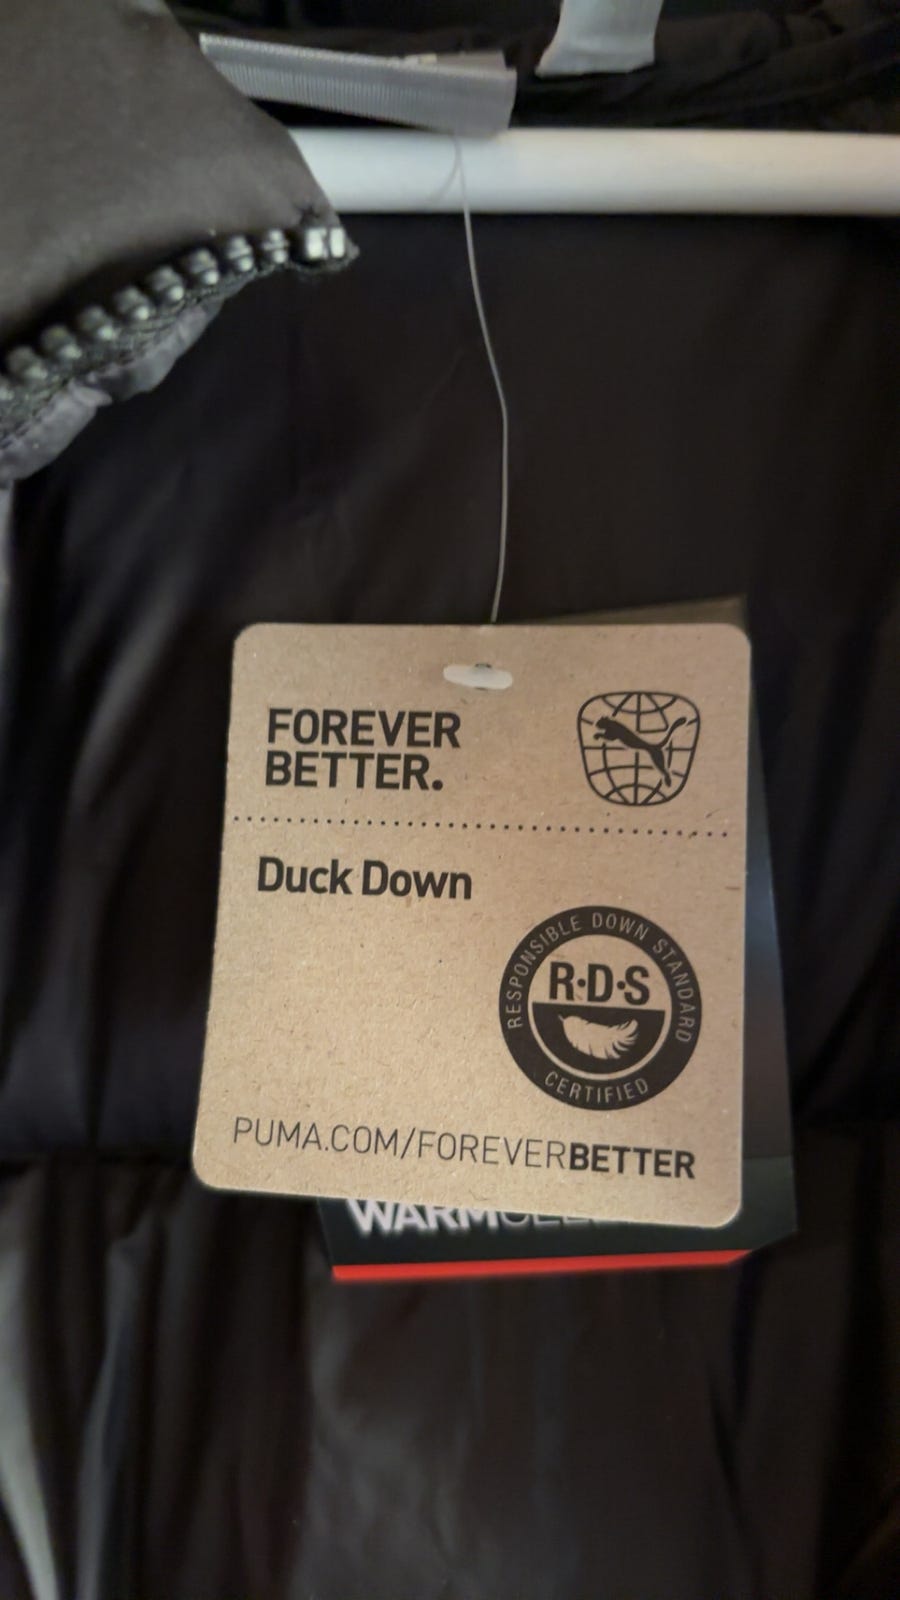 FOREVER
BETTER.
Duck Down
RESPONSIBLE DOWN STANDARD
R·D·S
CERTIFIED
PUMA.COM/FOREVERBETTER